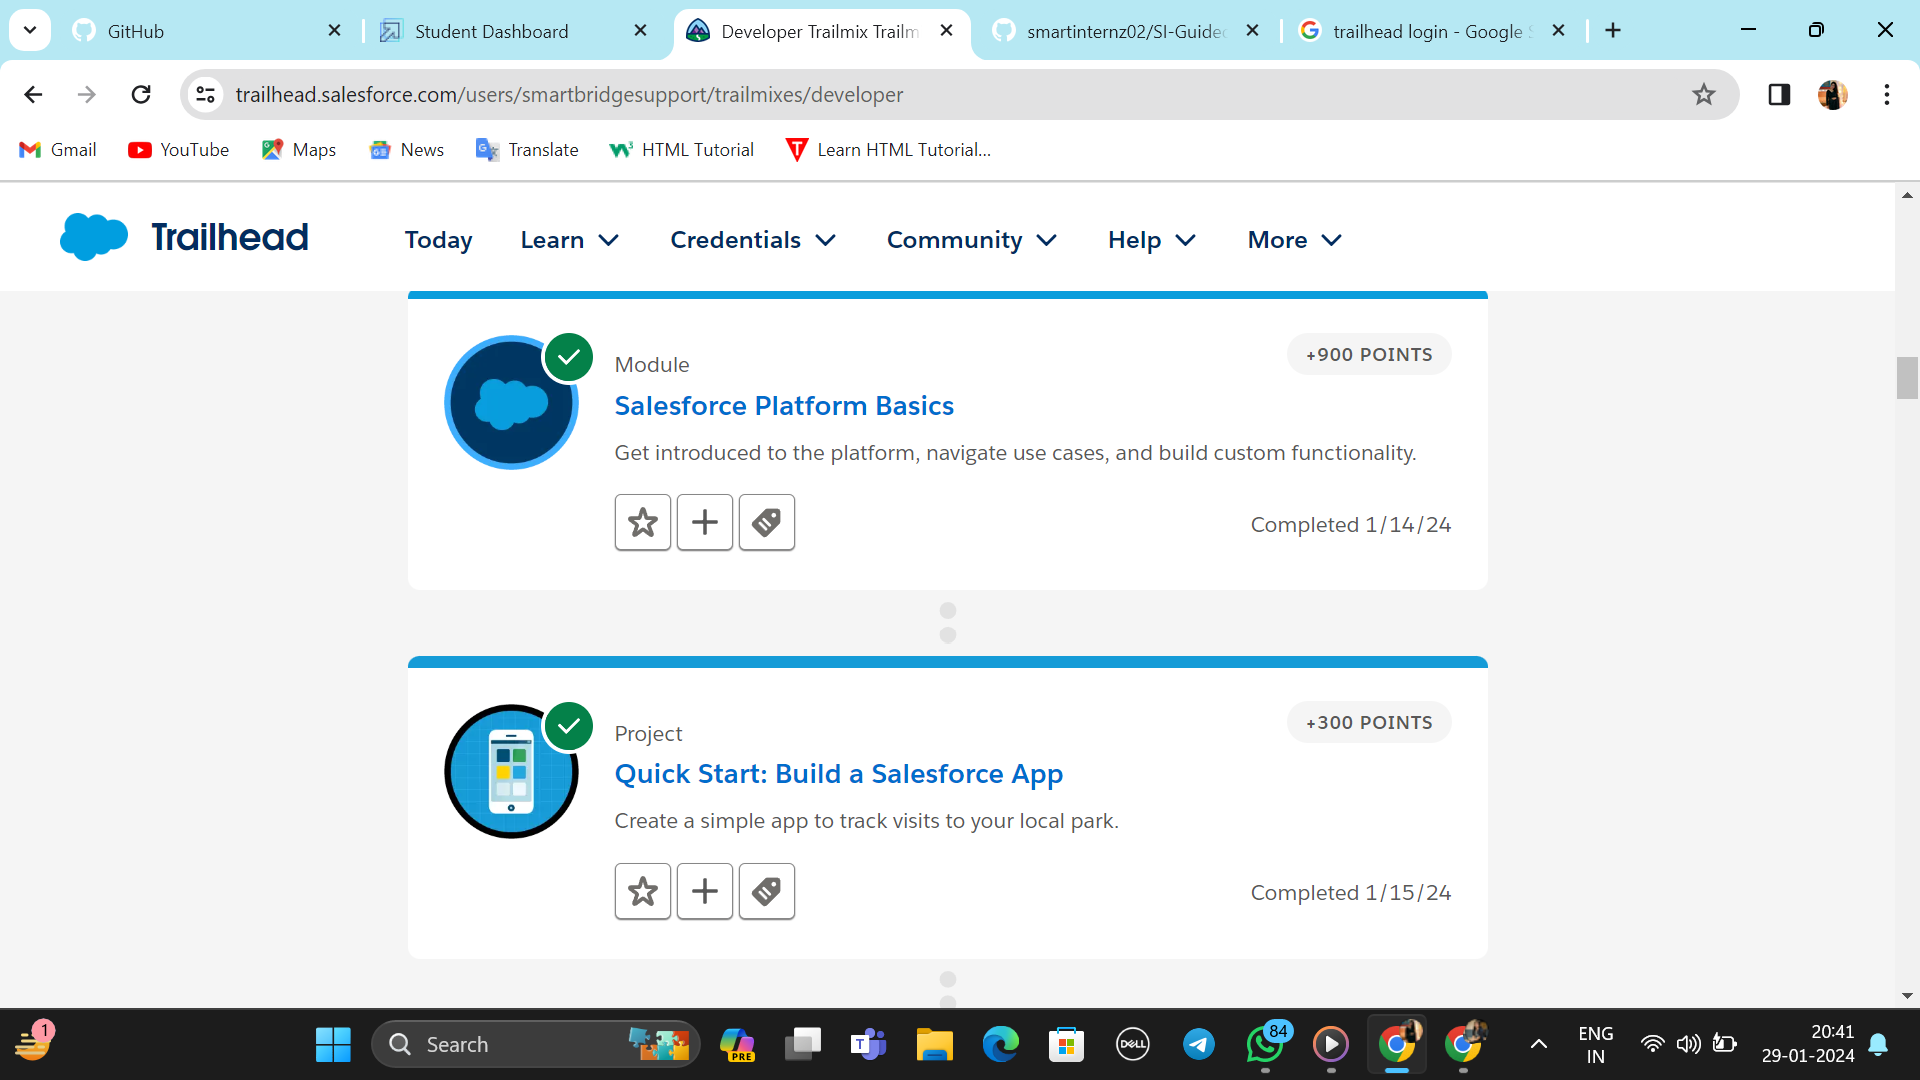 GitHub
Student Dashboard
Developer Trailmix Trailm
smartinternz02/SI-Guided
trailhead login - Google S
trailhead.salesforce.com/users/smartbridgesupport/trailmixes/developer
Gmail
YouTube
Maps
News
Translate
HTML Tutorial
Learn HTML Tutorial...
Trailhead
Today
Learn
Credentials
Community
Help
More
Module
+900 POINTS
Salesforce Platform Basics
Get introduced to the platform, navigate use cases, and build custom functionality.
Completed 1/14/24
Project
+300 POINTS
Quick Start: Build a Salesforce App
Create a simple app to track visits to your local park.
Completed 1/15/24
1
Search
PRE
T
DELL
84
ENG
IN
20:41
29-01-2024